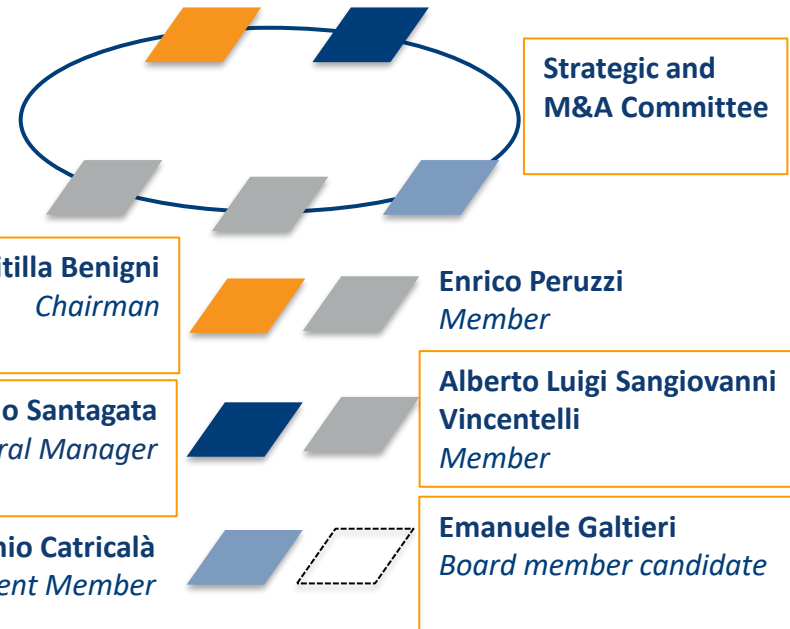 Strategic and
M&A Committee
itilla Benigni
Chairman
Enrico Peruzzi
Member
o Santagata
ral Manager
Alberto Luigi Sangiovanni
Vincentelli
Member
nio Catricalà
ent Member
Emanuele Galtieri
Board member candidate